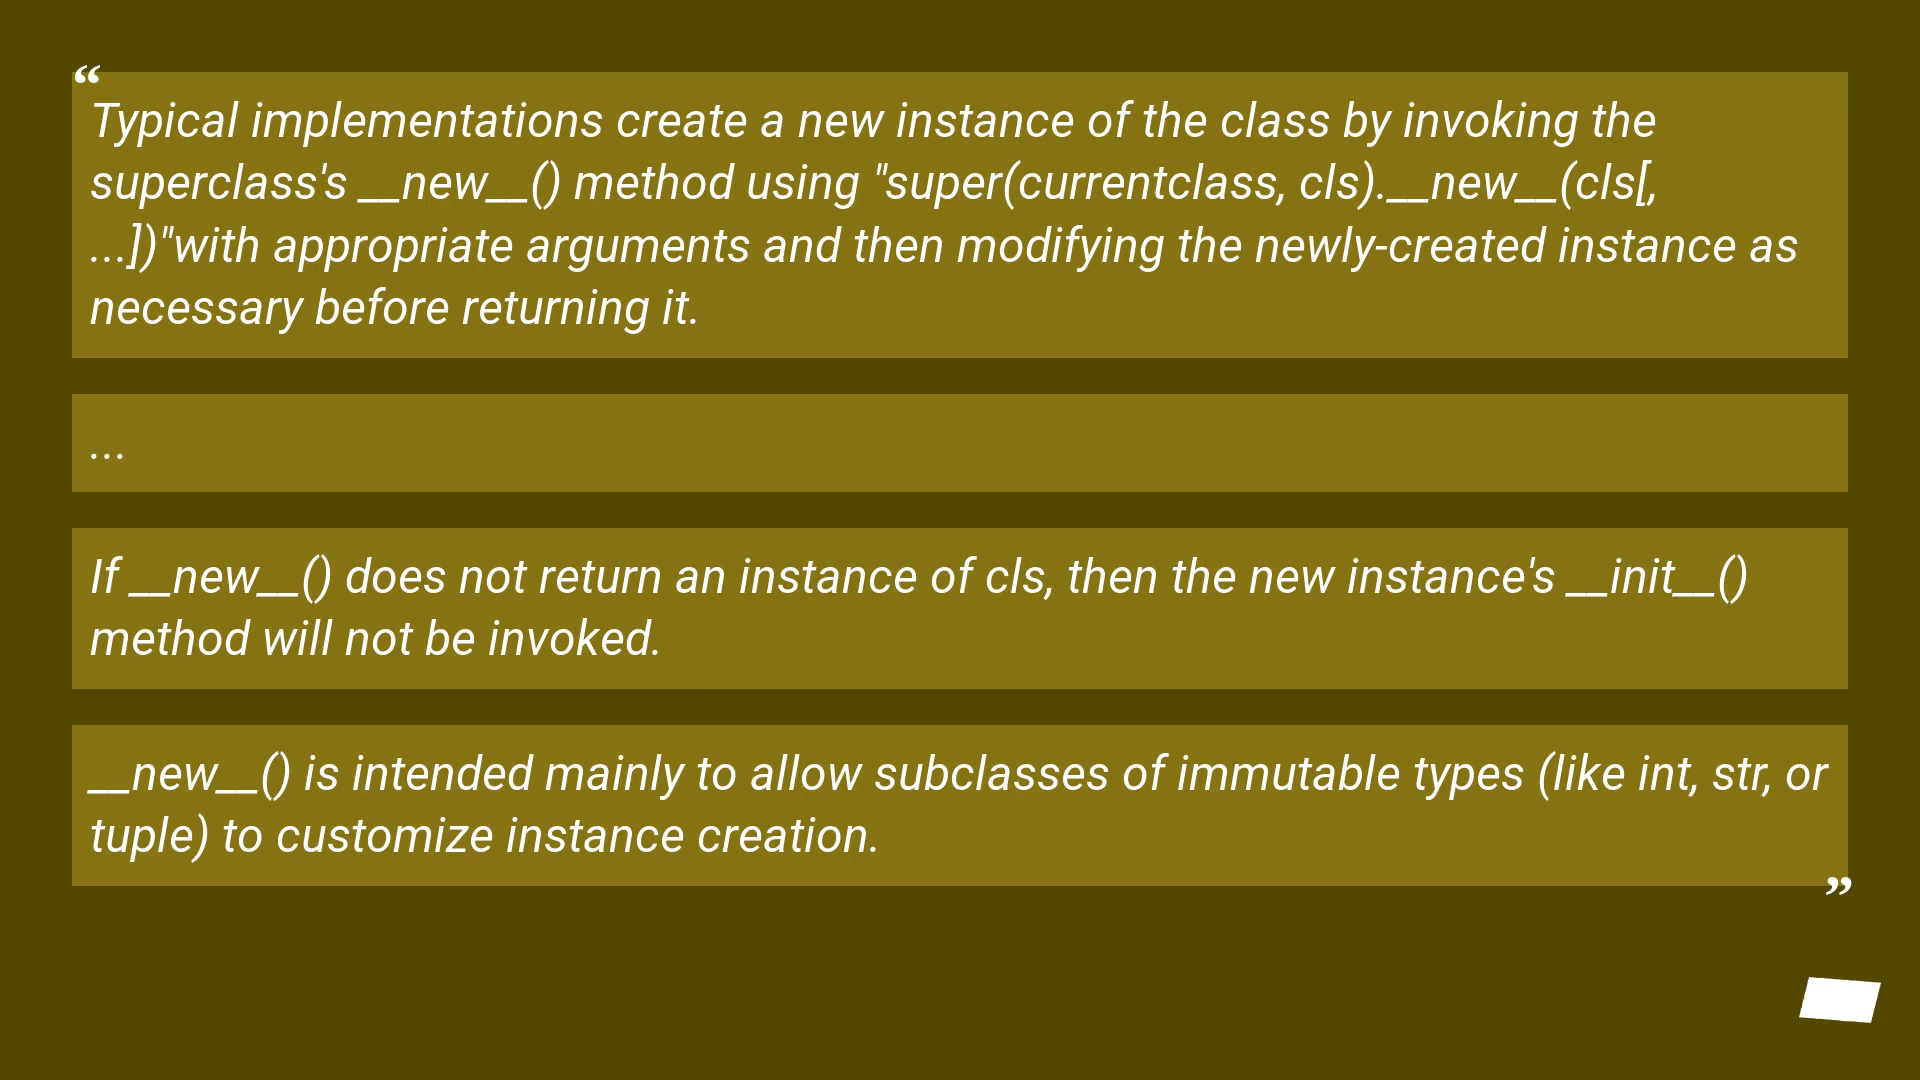 “
Typical implementations create a new instance of the class by invoking the
superclass's __new__() method using "super(currentclass, cls).__new__(cls[,
...])"with appropriate arguments and then modifying the newly-created instance as
necessary before returning it.
...
If __new__() does not return an instance of cls, then the new instance's __init__()
method will not be invoked.
__new__() is intended mainly to allow subclasses of immutable types (like int, str, or
tuple) to customize instance creation.
”